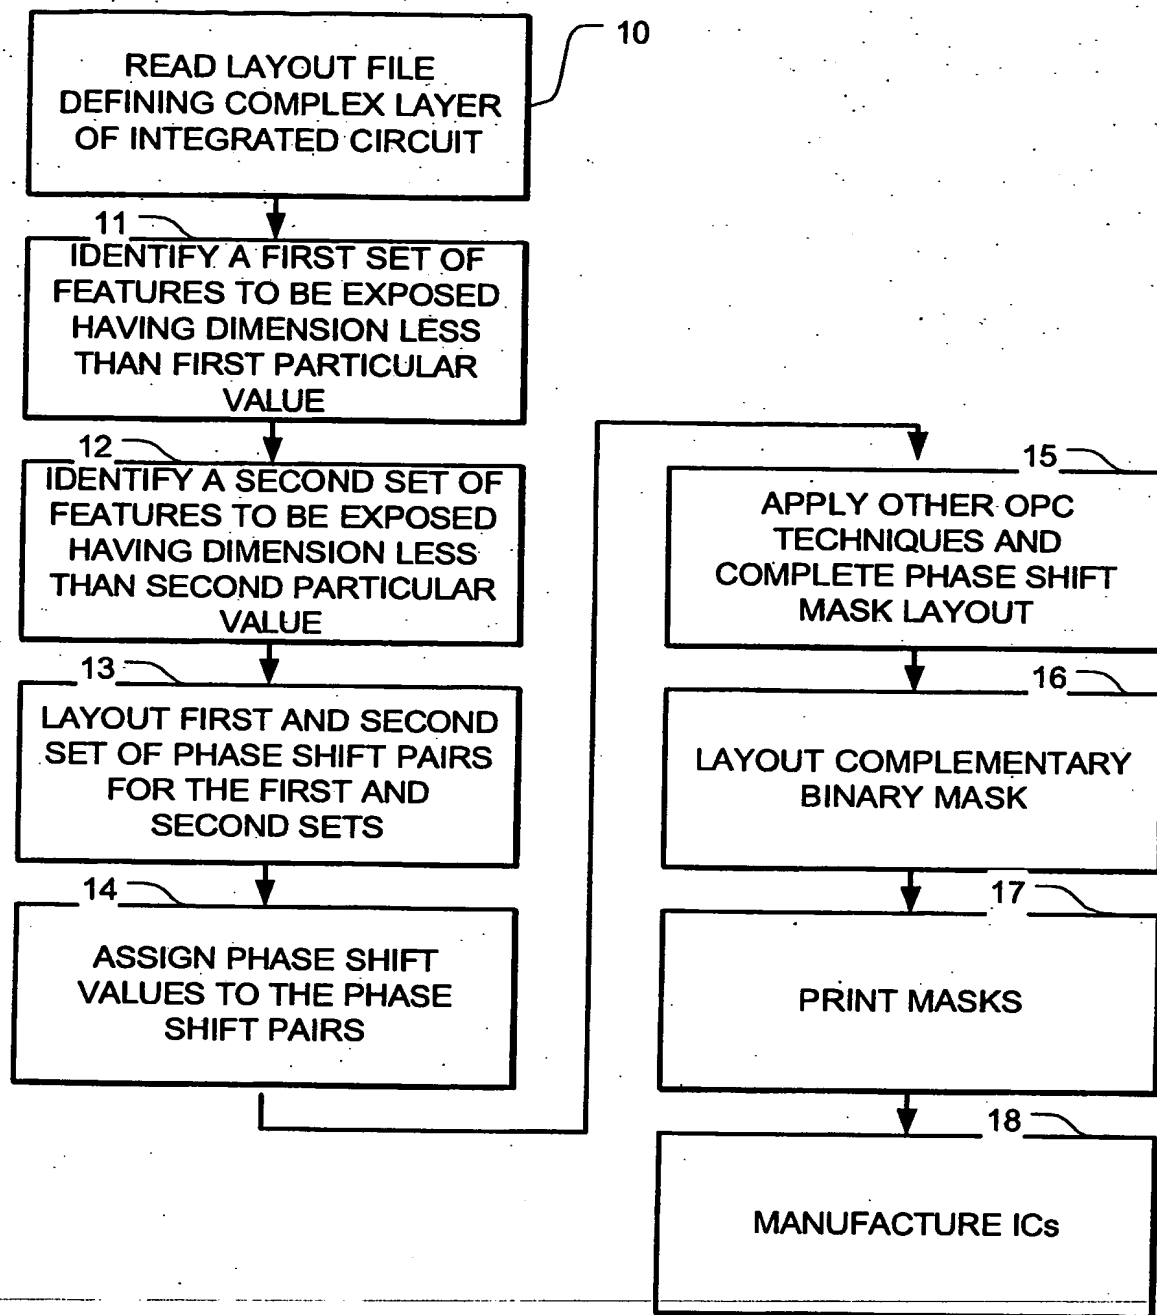 10
READ LAYOUT FILE
DEFINING COMPLEX LAYER
OF INTEGRATED CIRCUIT
11
IDENTIFY A FIRST SET OF
FEATURES TO BE EXPOSED
HAVING DIMENSION LESS
THAN FIRST PARTICULAR
VALUE
12
IDENTIFY A SECOND SET OF
FEATURES TO BE EXPOSED
HAVING DIMENSION LESS
THAN SECOND PARTICULAR
VALUE
13
LAYOUT FIRST AND SECOND
SET OF PHASE SHIFT PAIRS
FOR THE FIRST AND
SECOND SETS
14
ASSIGN PHASE SHIFT
VALUES TO THE PHASE
SHIFT PAIRS
15
APPLY OTHER OPC
TECHNIQUES AND
COMPLETE PHASE SHIFT
MASK LAYOUT
16
LAYOUT COMPLEMENTARY
BINARY MASK
17
PRINT MASKS
18
MANUFACTURE ICs